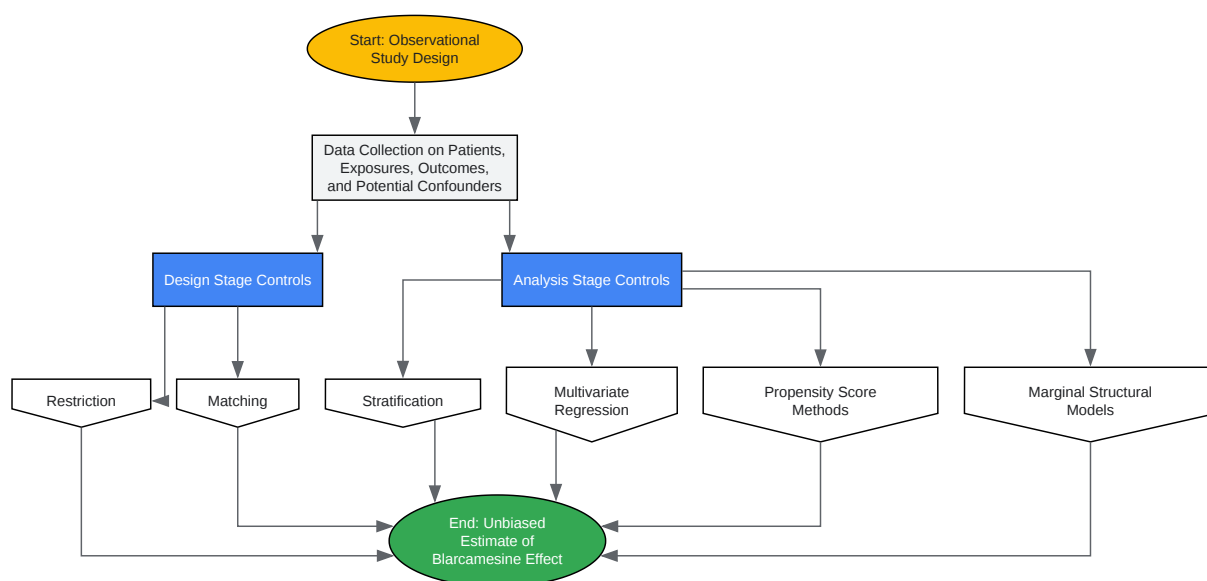 Start: Observational
Study Design
Data Collection on Patients,
Exposures, Outcomes,
and Potential Confounders
Design Stage Controls
Analysis Stage Controls
Restriction
Matching
Stratification
Multivariate
Regression
Propensity Score
Methods
Marginal Structural
Models
End: Unbiased
Estimate of
Blarcamesine Effect